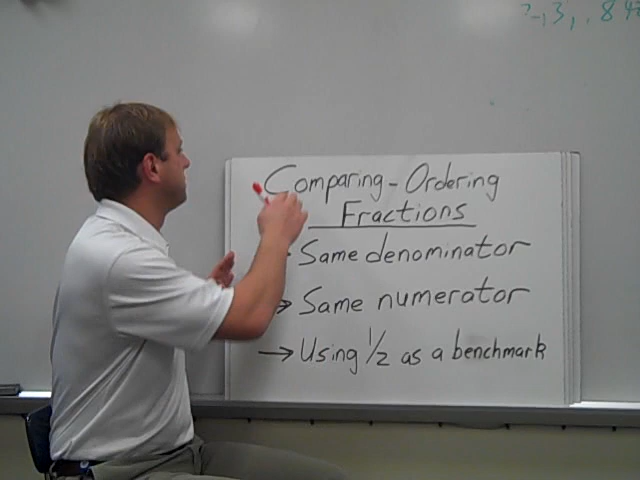 Comparing - Ordering
Fractions
Same denominator
→ Same numerator
→ Using 1/2 as a benchmark